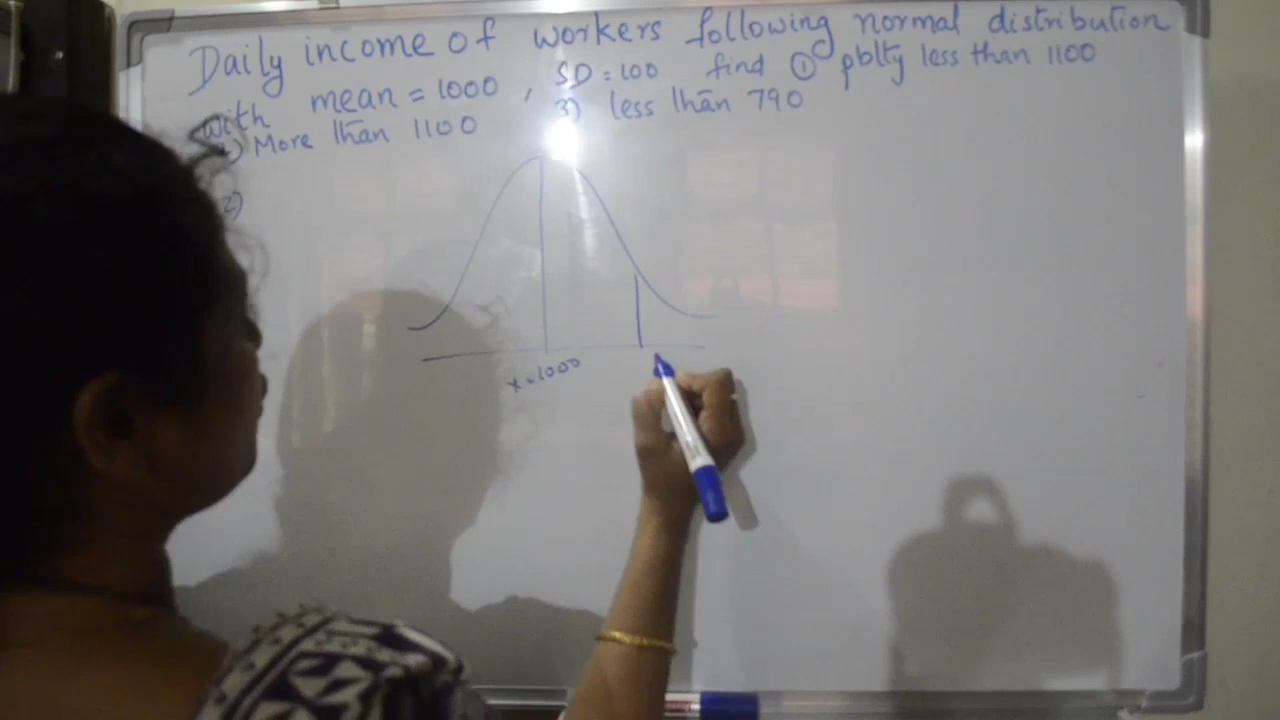 Daily income of workers following normal distribution
with mean = 1000 , SD = 100 find ① pblty less than 1100
2) More than 1100 3) less than 790
2)
x = 1000